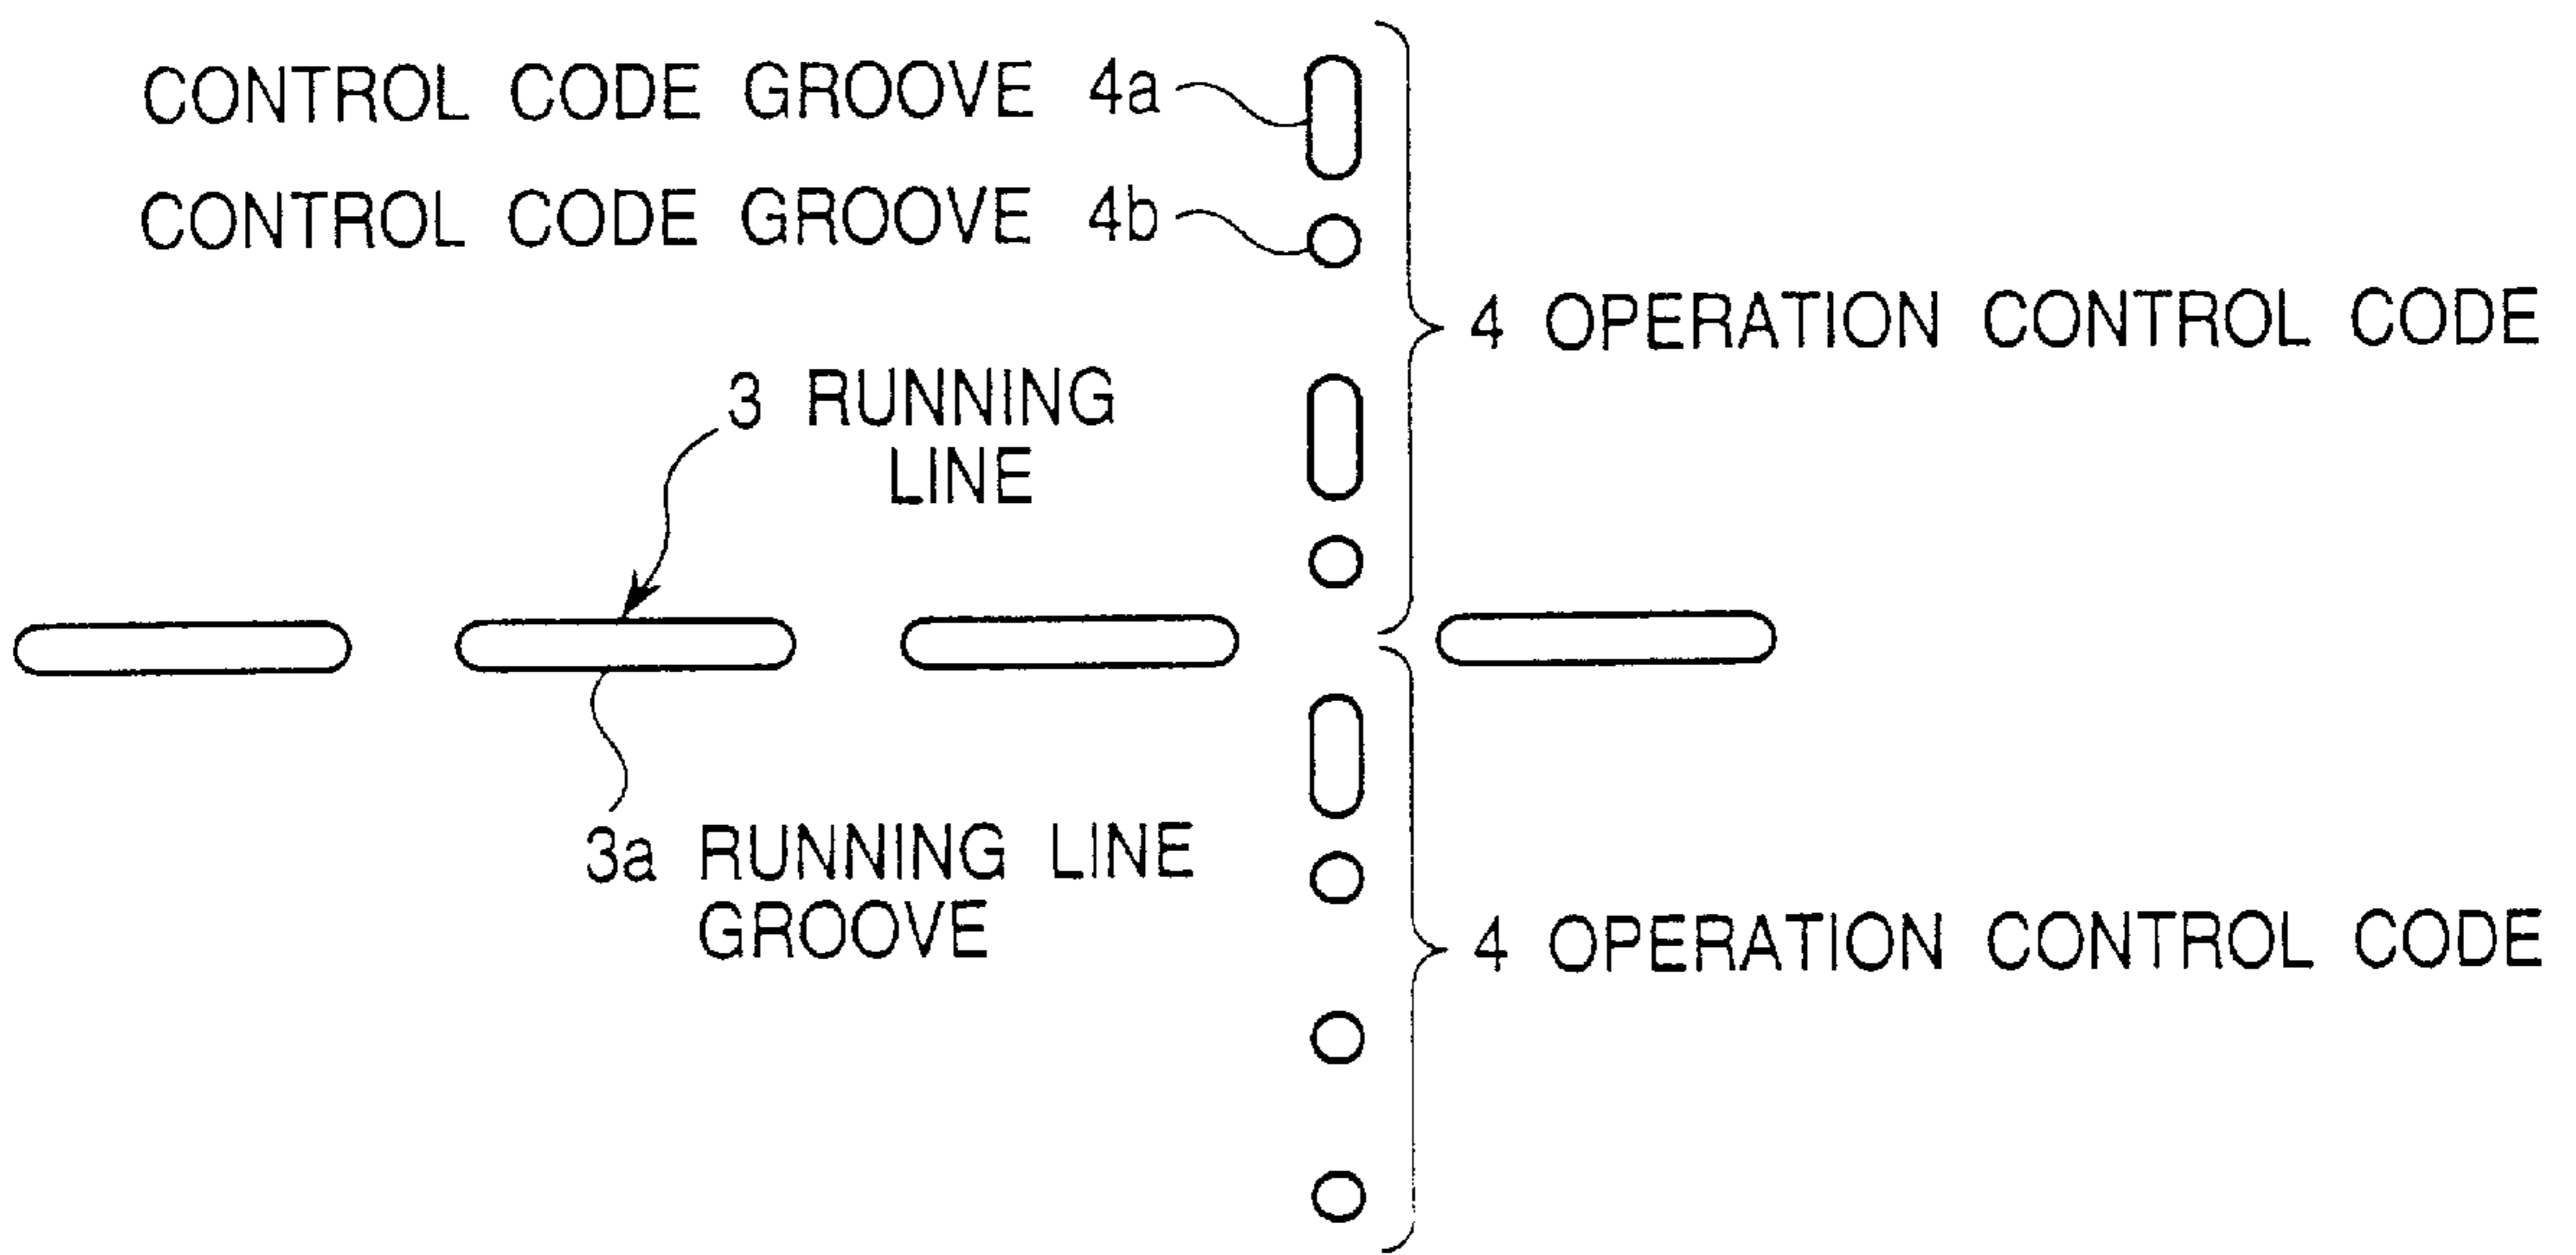 CONTROL CODE GROOVE 4a
CONTROL CODE GROOVE 4b
4 OPERATION CONTROL CODE
3 RUNNING
LINE
3a RUNNING LINE
GROOVE
4 OPERATION CONTROL CODE